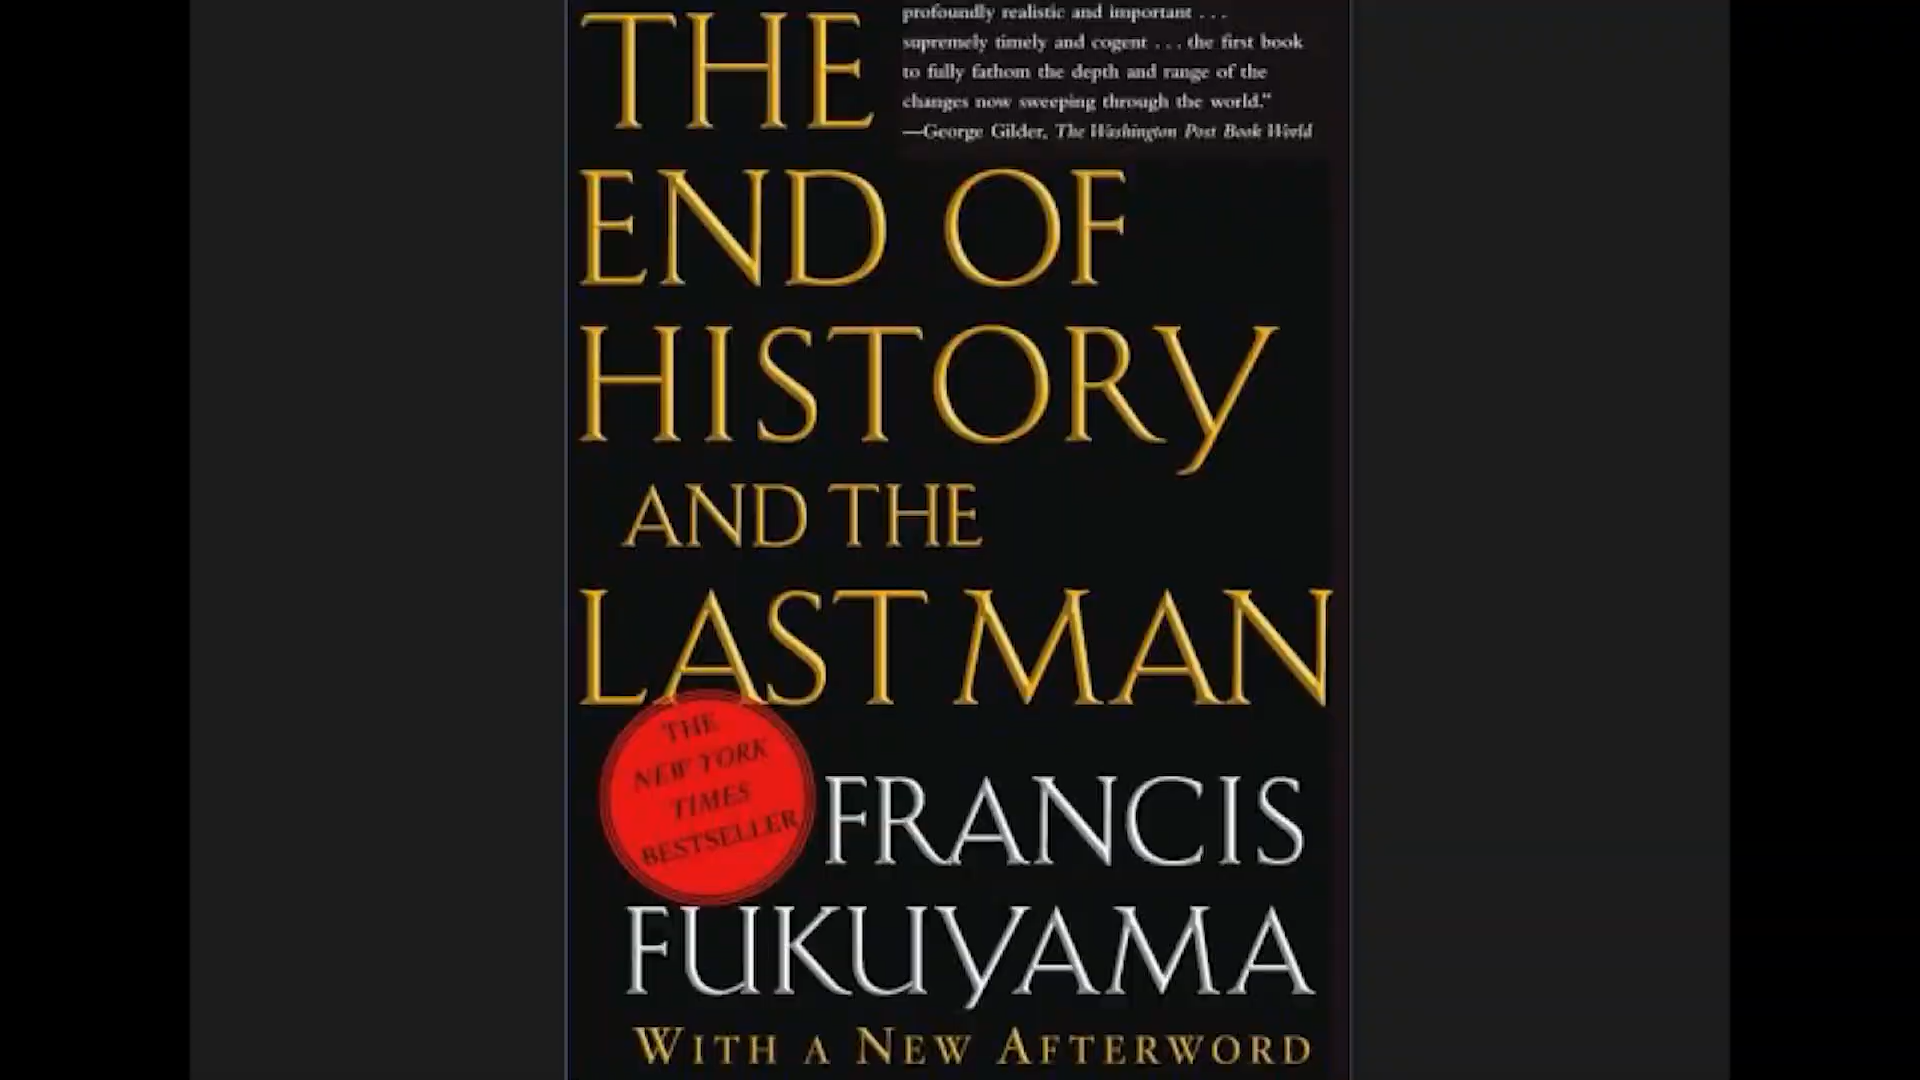 THE
profoundly realistic and important . . .
supremely timely and cogent . . . the first book
to fully fathom the depth and range of the
changes now sweeping through the world."
—George Gilder, The Washington Post Book World
END OF
HISTORY
AND THE
LAST MAN
THE
NEW YORK
TIMES
BESTSELLER
FRANCIS
FUKUYAMA
WITH A NEW AFTERWORD